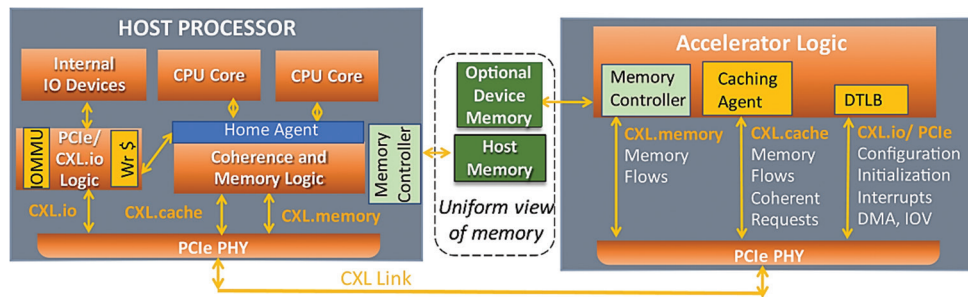 HOST PROCESSOR
Internal
IO Devices
CPU Core
CPU Core
Home Agent
IOMMU
PCIe/
CXL.io
Logic
Wr $
Coherence and
Memory Logic
Memory
Controller
CXL.io
CXL.cache
CXL.memory
PCIe PHY
Optional
Device
Memory
Host
Memory
Uniform view
of memory
Accelerator Logic
Memory
Controller
Caching
Agent
DTLB
CXL.memory
Memory
Flows
CXL.cache
Memory
Flows
Coherent
Requests
CXL.io/ PCIe
Configuration
Initialization
Interrupts
DMA, IOV
PCIe PHY
CXL Link